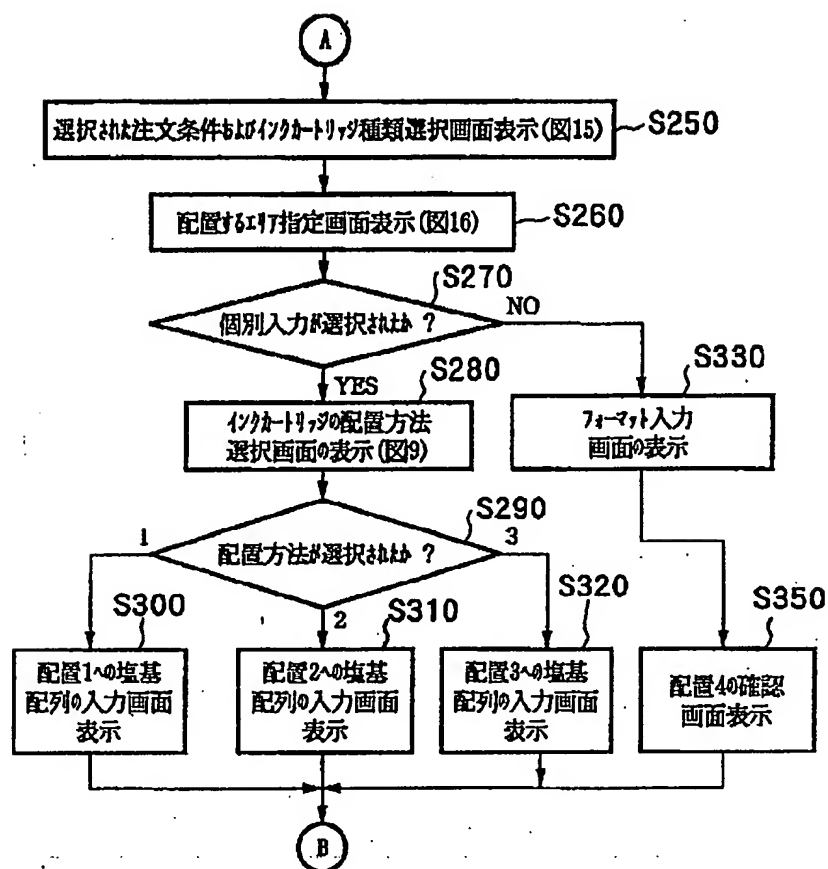 A
選択された注文条件およびインクカートリッジ種類選択画面表示(図15)
S250
配置するエリア指定画面表示(図16)
S260
S270
個別入力が選択されたか ?
NO
YES
S280
S330
インクカートリッジの配置方法
選択画面の表示(図9)
フォーマット入力
画面の表示
S290
1
配置方法が選択されたか ?
3
2
S300
S310
S320
S350
配置1への塩基
配列の入力画面
表示
配置2への塩基
配列の入力画面
表示
配置3への塩基
配列の入力画面
表示
配置4の確認
画面表示
B